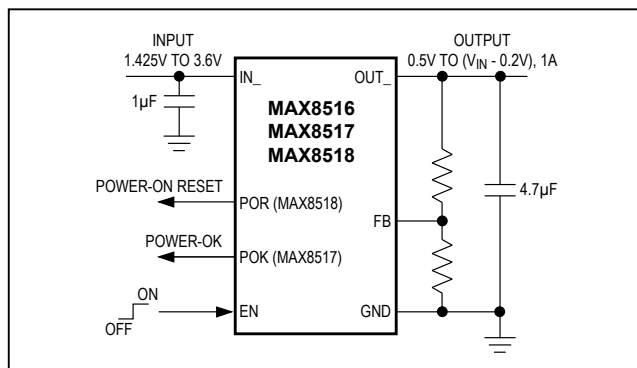 INPUT
1.425V TO 3.6V
OUTPUT
0.5V TO (VIN - 0.2V), 1A
IN_
OUT_
1µF
MAX8516
MAX8517
MAX8518
POWER-ON RESET
POR (MAX8518)
4.7µF
FB
POWER-OK
POK (MAX8517)
ON
OFF
EN
GND